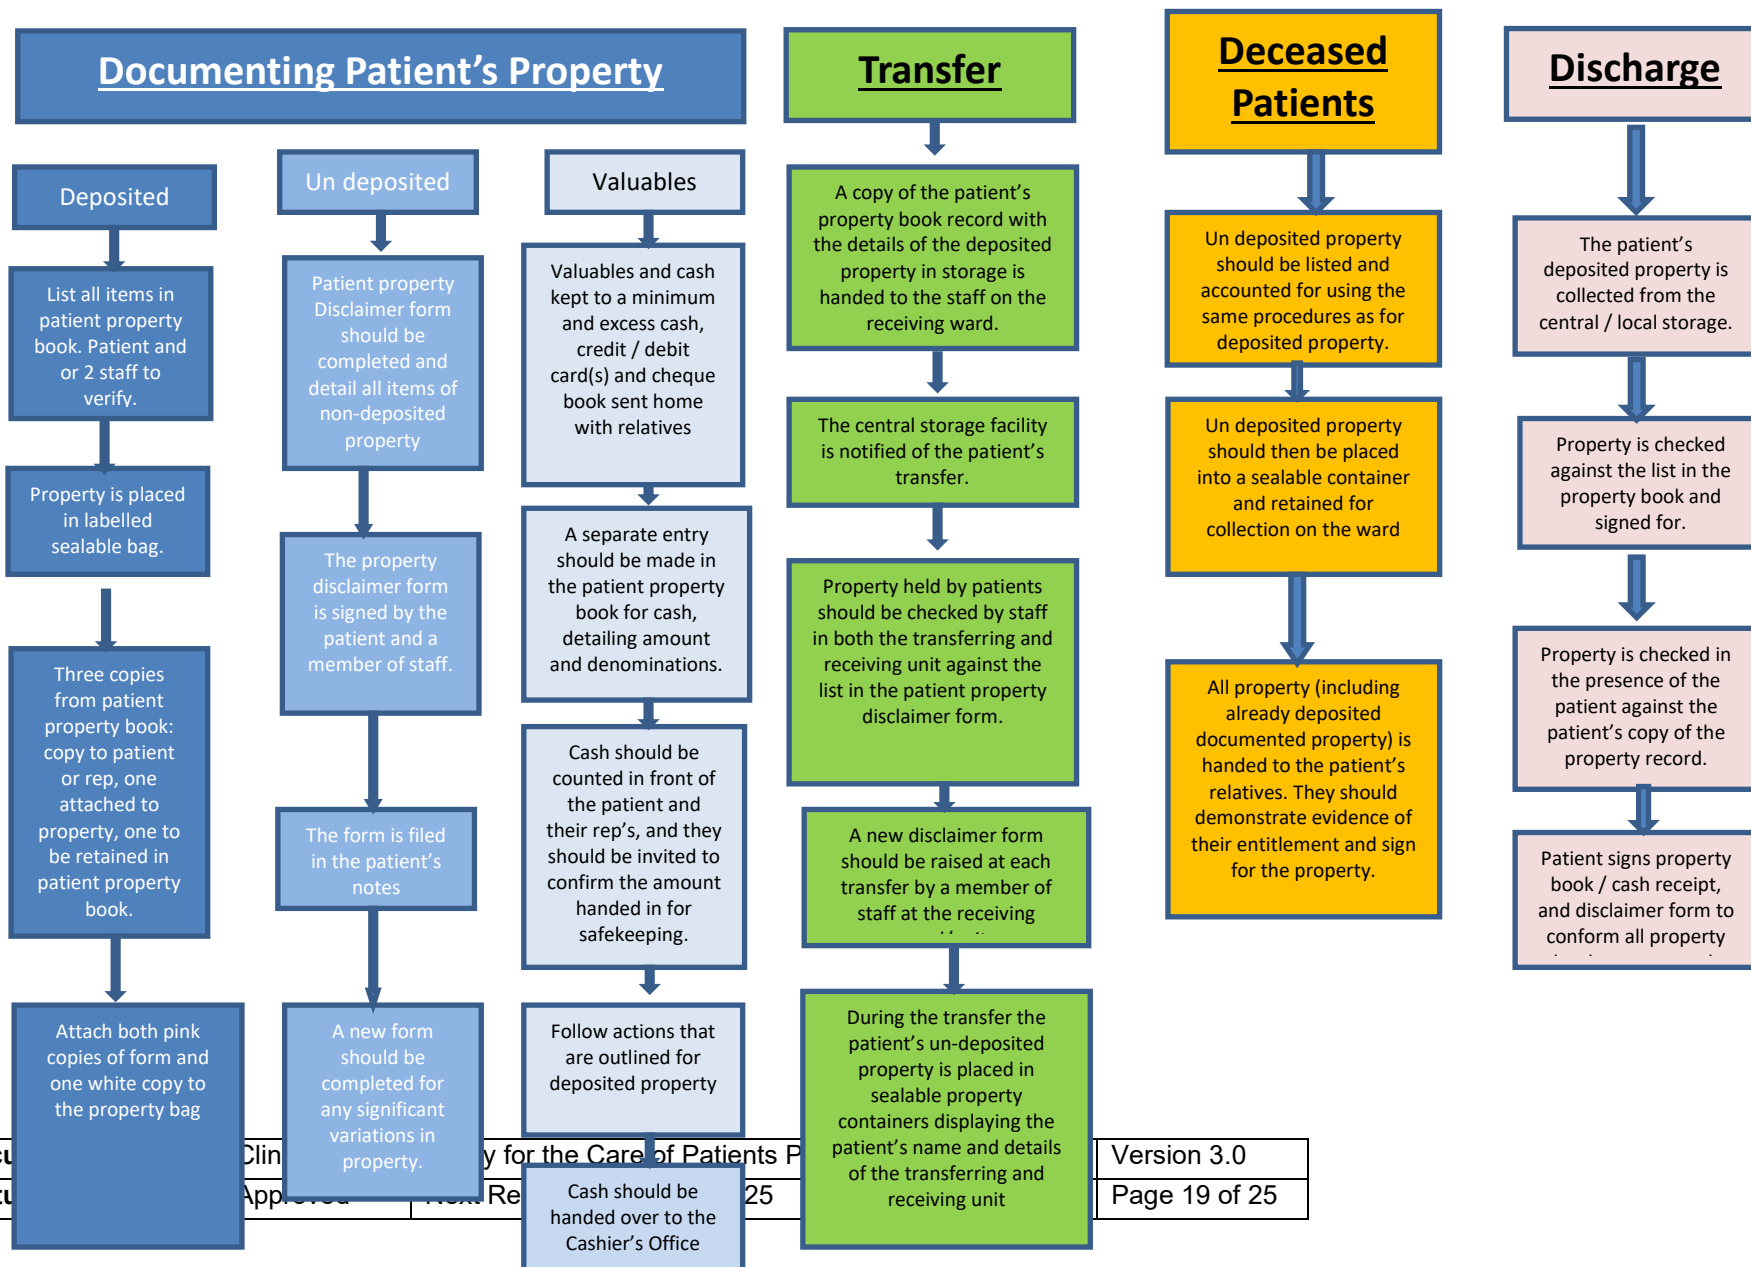 Documenting Patient's Property
Deposited
List all items in
patient property
book. Patient and
or 2 staff to
verify.
Property is placed
in labelled
sealable bag.
Three copies
from patient
property book:
copy to patient
or rep, one
attached to
property, one to
be retained in
patient property
book.
Attach both pink
copies of form and
one white copy to
the property bag
Un deposited
Patient property
Disclaimer form
should be
completed and
detail all items of
non-deposited
property
The property
disclaimer form
is signed by the
patient and a
member of staff.
The form is filed
in the patient's
notes
A new form
should be
completed for
any significant
variations in
property.
Valuables
Valuables and cash
kept to a minimum
and excess cash,
credit / debit
card(s) and cheque
book sent home
with relatives
A separate entry
should be made in
the patient property
book for cash,
detailing amount
and denominations.
Cash should be
counted in front of
the patient and
their rep's, and they
should be invited to
confirm the amount
handed in for
safekeeping.
Follow actions that
are outlined for
deposited property
Cash should be
handed over to the
Cashier's Office
Transfer
A copy of the patient's
property book record with
the details of the deposited
property in storage is
handed to the staff on the
receiving ward.
The central storage facility
is notified of the patient's
transfer.
Property held by patients
should be checked by staff
in both the transferring and
receiving unit against the
list in the patient property
disclaimer form.
A new disclaimer form
should be raised at each
transfer by a member of
staff at the receiving
During the transfer the
patient's un-deposited
property is placed in
sealable property
containers displaying the
patient's name and details
of the transferring and
receiving unit
Deceased
Patients
Un deposited property
should be listed and
accounted for using the
same procedures as for
deposited property.
Un deposited property
should then be placed
into a sealable container
and retained for
collection on the ward
All property (including
already deposited
documented property) is
handed to the patient's
relatives. They should
demonstrate evidence of
their entitlement and sign
for the property.
Discharge
The patient's
deposited property is
collected from the
central / local storage.
Property is checked
against the list in the
property book and
signed for.
Property is checked in
the presence of the
patient against the
patient's copy of the
property record.
Patient signs property
book / cash receipt,
and disclaimer form to
conform all property
Clin y for the Care of Patients P Version 3.0
Approved Next Re 25 Page 19 of 25